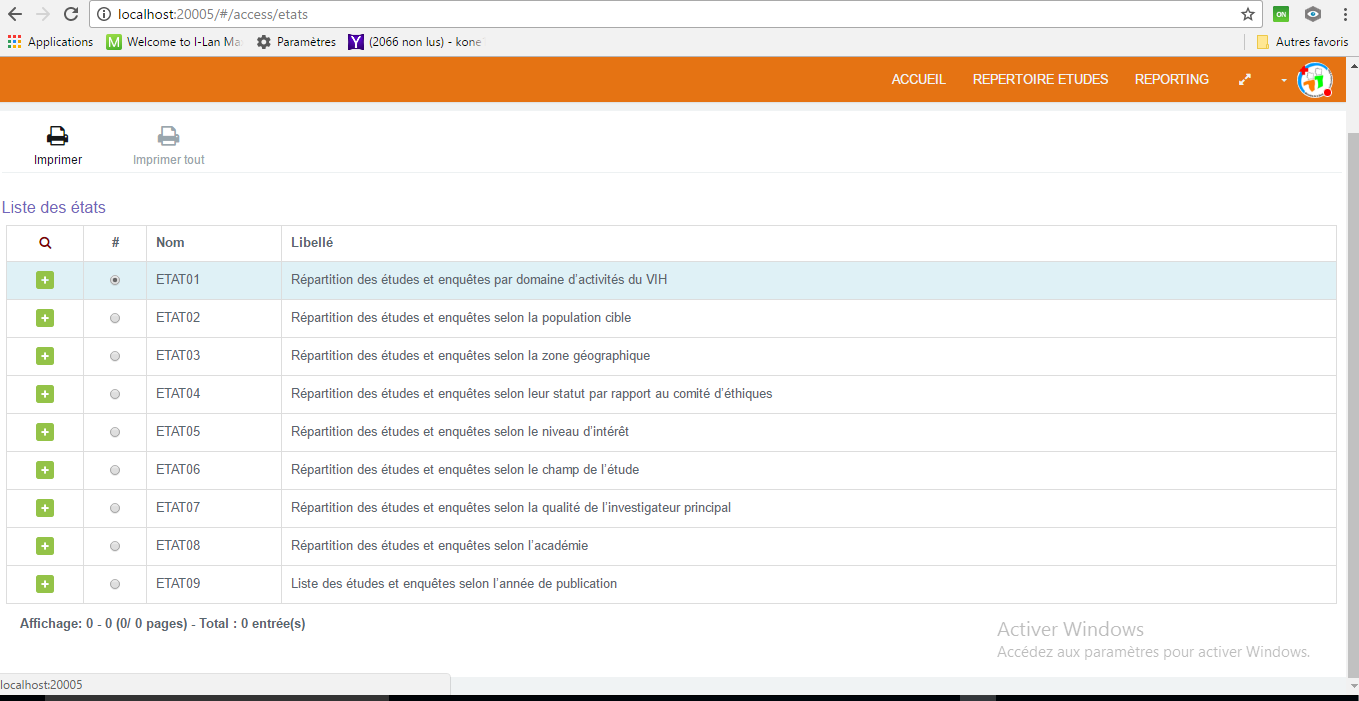 localhost:20005/#/access/etats
ON
Applications M Welcome to I-Lan Ma Paramètres Y (2066 non lus) - kone Autres favoris
ACCUEIL REPERTOIRE ETUDES REPORTING
Imprimer Imprimer tout
Liste des états
# Nom Libellé
ETAT01 Répartition des études et enquêtes par domaine d'activités du VIH
ETAT02 Répartition des études et enquêtes selon la population cible
ETAT03 Répartition des études et enquêtes selon la zone géographique
ETAT04 Répartition des études et enquêtes selon leur statut par rapport au comité d'éthiques
ETAT05 Répartition des études et enquêtes selon le niveau d'intérêt
ETAT06 Répartition des études et enquêtes selon le champ de l'étude
ETAT07 Répartition des études et enquêtes selon la qualité de l'investigateur principal
ETAT08 Répartition des études et enquêtes selon l'académie
ETAT09 Liste des études et enquêtes selon l'année de publication
Affichage: 0 - 0 (0/ 0 pages) - Total : 0 entrée(s)
Activer Windows
Accédez aux paramètres pour activer Windows.
localhost:20005